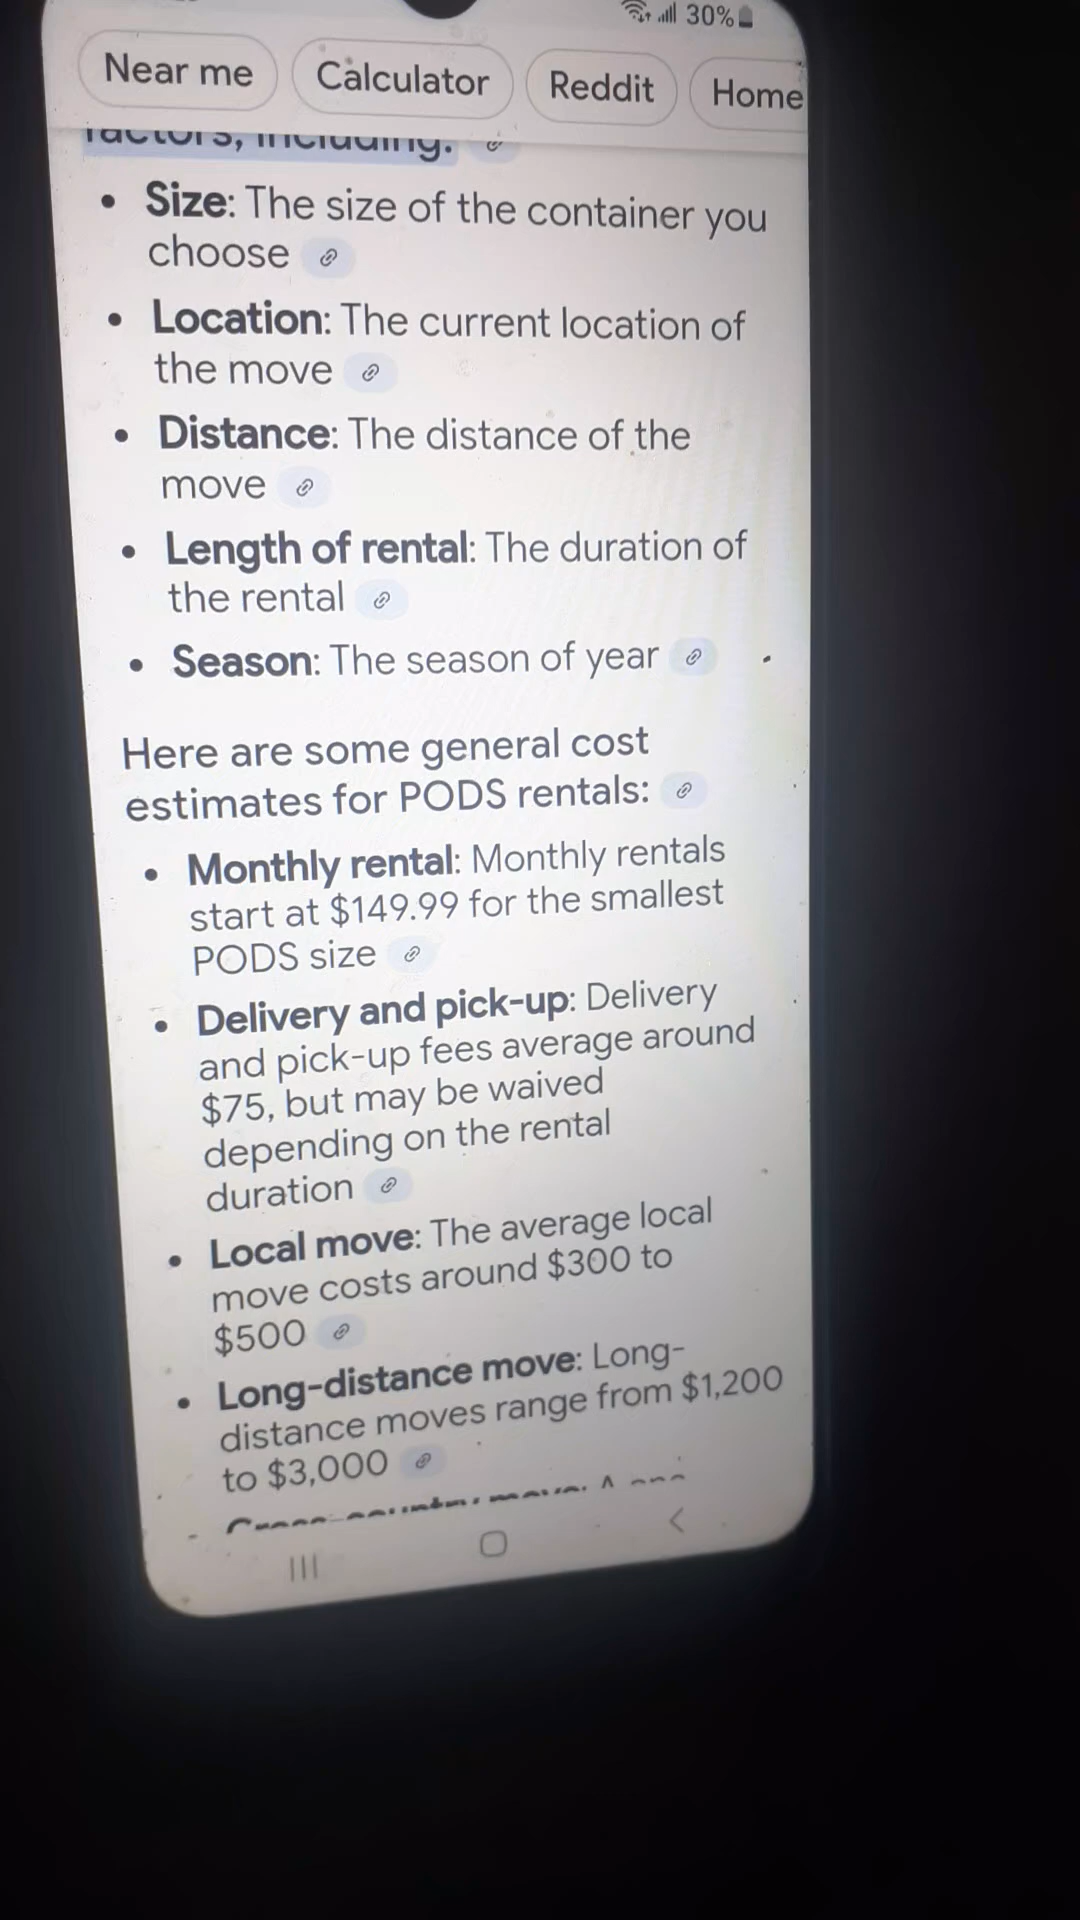 30%
Near me Calculator Reddit Home
factors, including:
• Size: The size of the container you
choose
• Location: The current location of
the move
• Distance: The distance of the
move
• Length of rental: The duration of
the rental
• Season: The season of year
Here are some general cost
estimates for PODS rentals:
• Monthly rental: Monthly rentals
start at $149.99 for the smallest
PODS size
• Delivery and pick-up: Delivery
and pick-up fees average around
$75, but may be waived
depending on the rental
duration
• Local move: The average local
move costs around $300 to
$500
• Long-distance move: Long-
distance moves range from $1,200
to $3,000